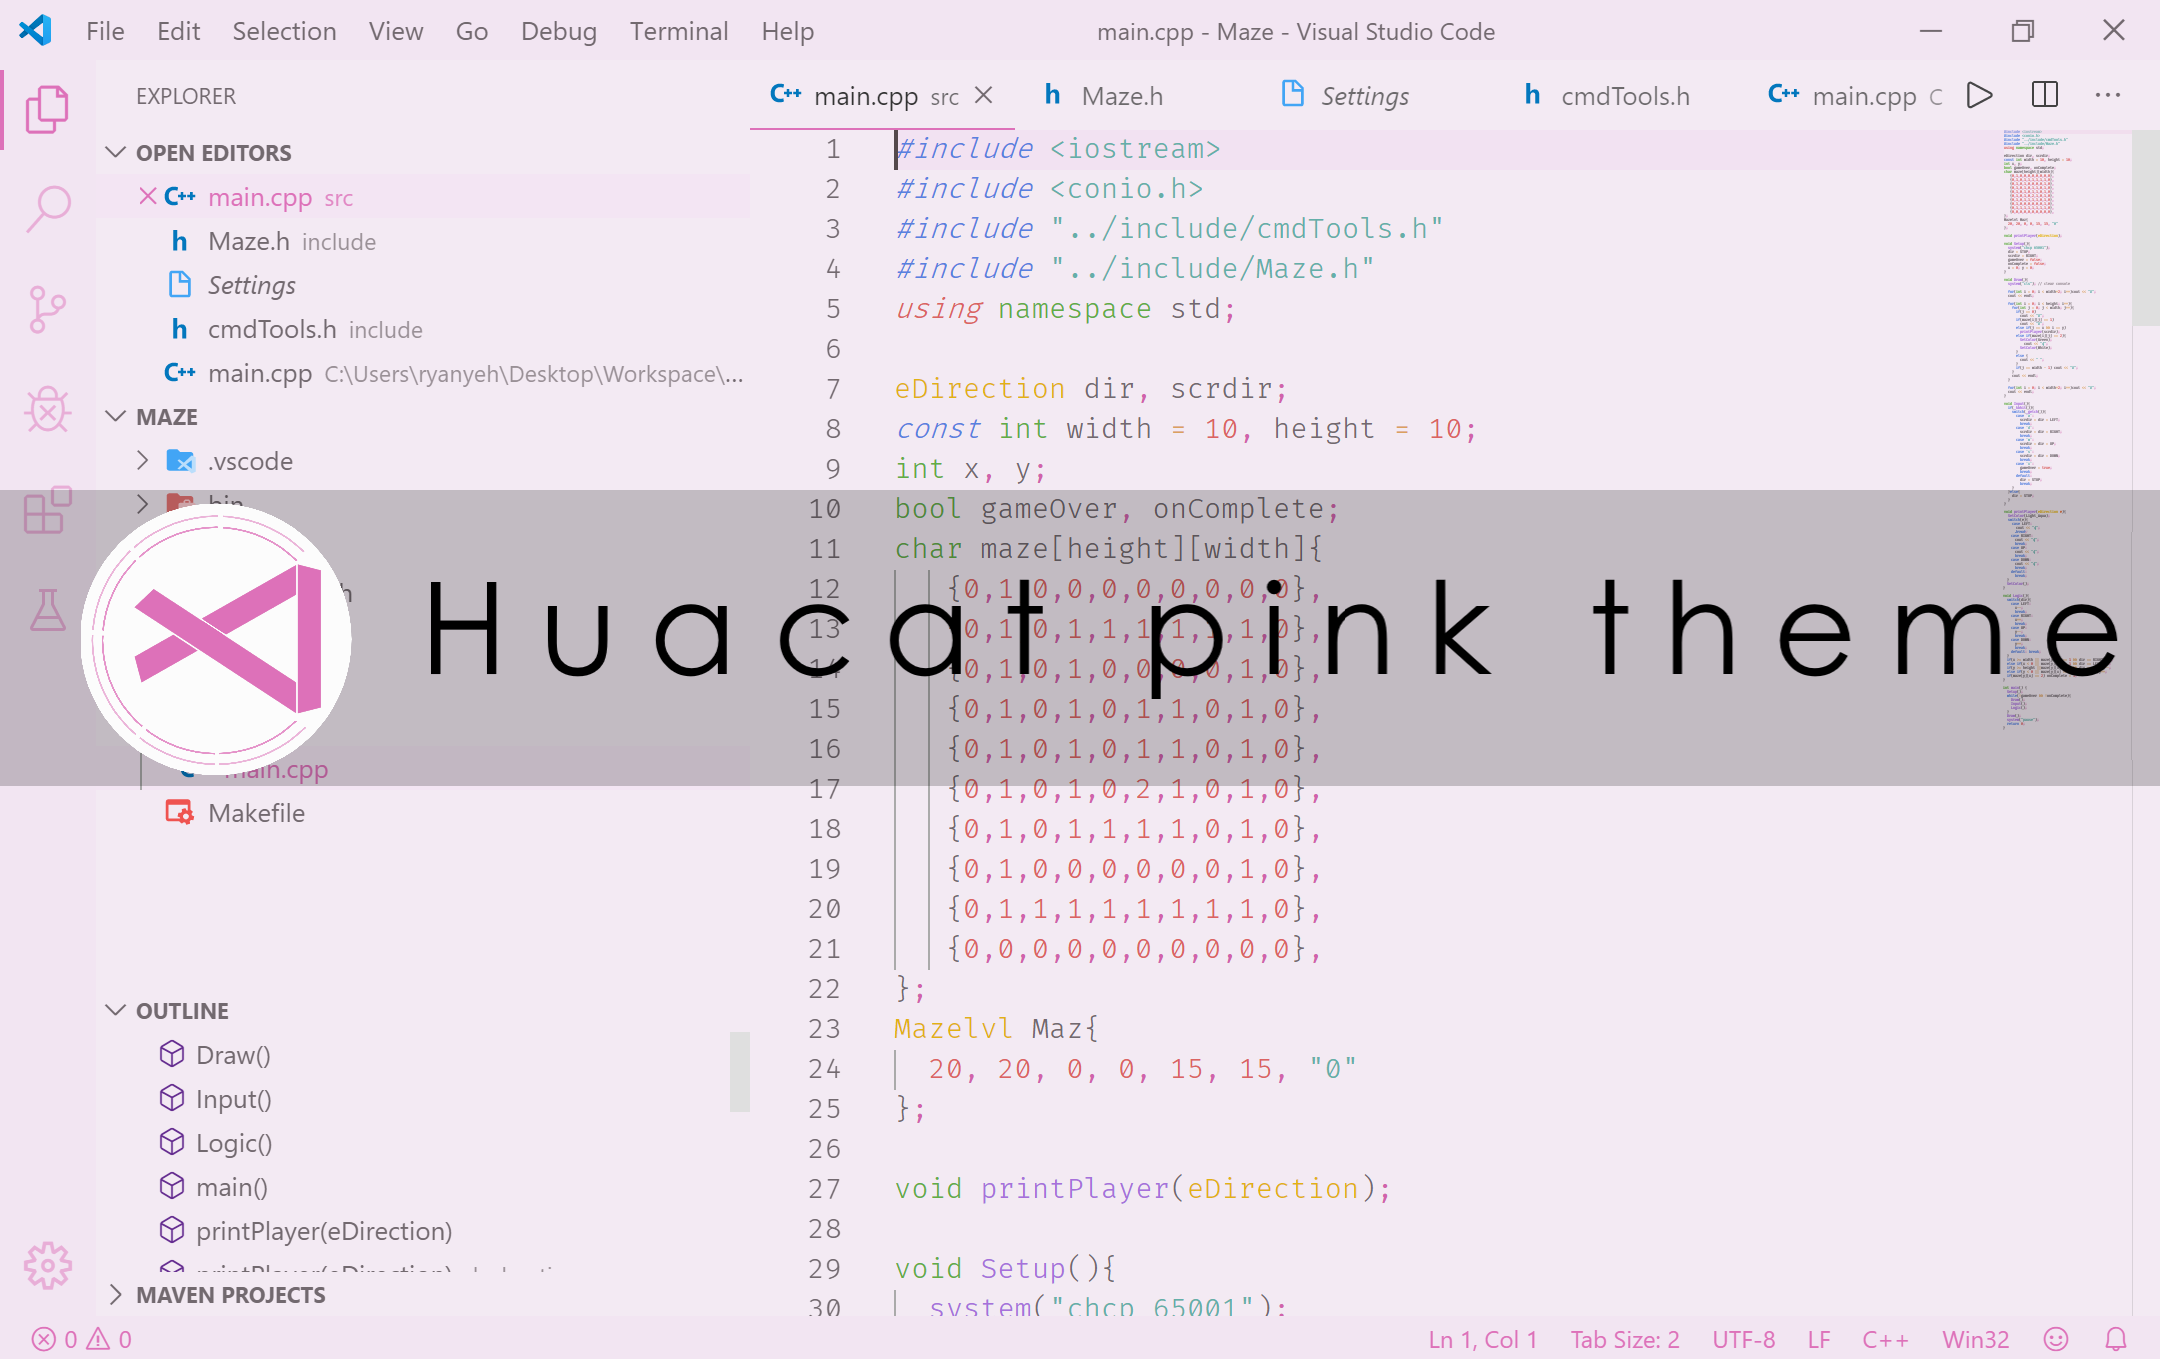 File Edit Selection View Go Debug Terminal Help
main.cpp - Maze - Visual Studio Code
EXPLORER
OPEN EDITORS
main.cpp src
Maze.h include
Settings
cmdTools.h include
main.cpp C:\Users\ryanyeh\Desktop\Workspace\...
MAZE
.vscode
bin
main.cpp
Makefile
OUTLINE
Draw()
Input()
Logic()
main()
printPlayer(eDirection)
printPlayer(eDirection)
MAVEN PROJECTS
main.cpp src
Maze.h
Settings
cmdTools.h
main.cpp C
1 #include <iostream>
2 #include <conio.h>
3 #include "../include/cmdTools.h"
4 #include "../include/Maze.h"
5 using namespace std;
6
7 eDirection dir, scrdir;
8 const int width = 10, height = 10;
9 int x, y;
10 bool gameOver, onComplete;
11 char maze[height][width]{
12 {0,1,0,0,0,0,0,0,0,0},
13 {0,1,0,1,1,1,1,1,1,0},
14 {0,1,0,1,0,0,0,0,1,0},
15 {0,1,0,1,0,1,1,0,1,0},
16 {0,1,0,1,0,1,1,0,1,0},
17 {0,1,0,1,0,2,1,0,1,0},
18 {0,1,0,1,1,1,1,0,1,0},
19 {0,1,0,0,0,0,0,0,1,0},
20 {0,1,1,1,1,1,1,1,1,0},
21 {0,0,0,0,0,0,0,0,0,0},
22 };
23 Mazelvl Maz{
24 20, 20, 0, 0, 15, 15, "0"
25 };
26
27 void printPlayer(eDirection);
28
29 void Setup(){
30 system("chcp 65001");
Huacat pink theme
0 0
Ln 1, Col 1 Tab Size: 2 UTF-8 LF C++ Win32